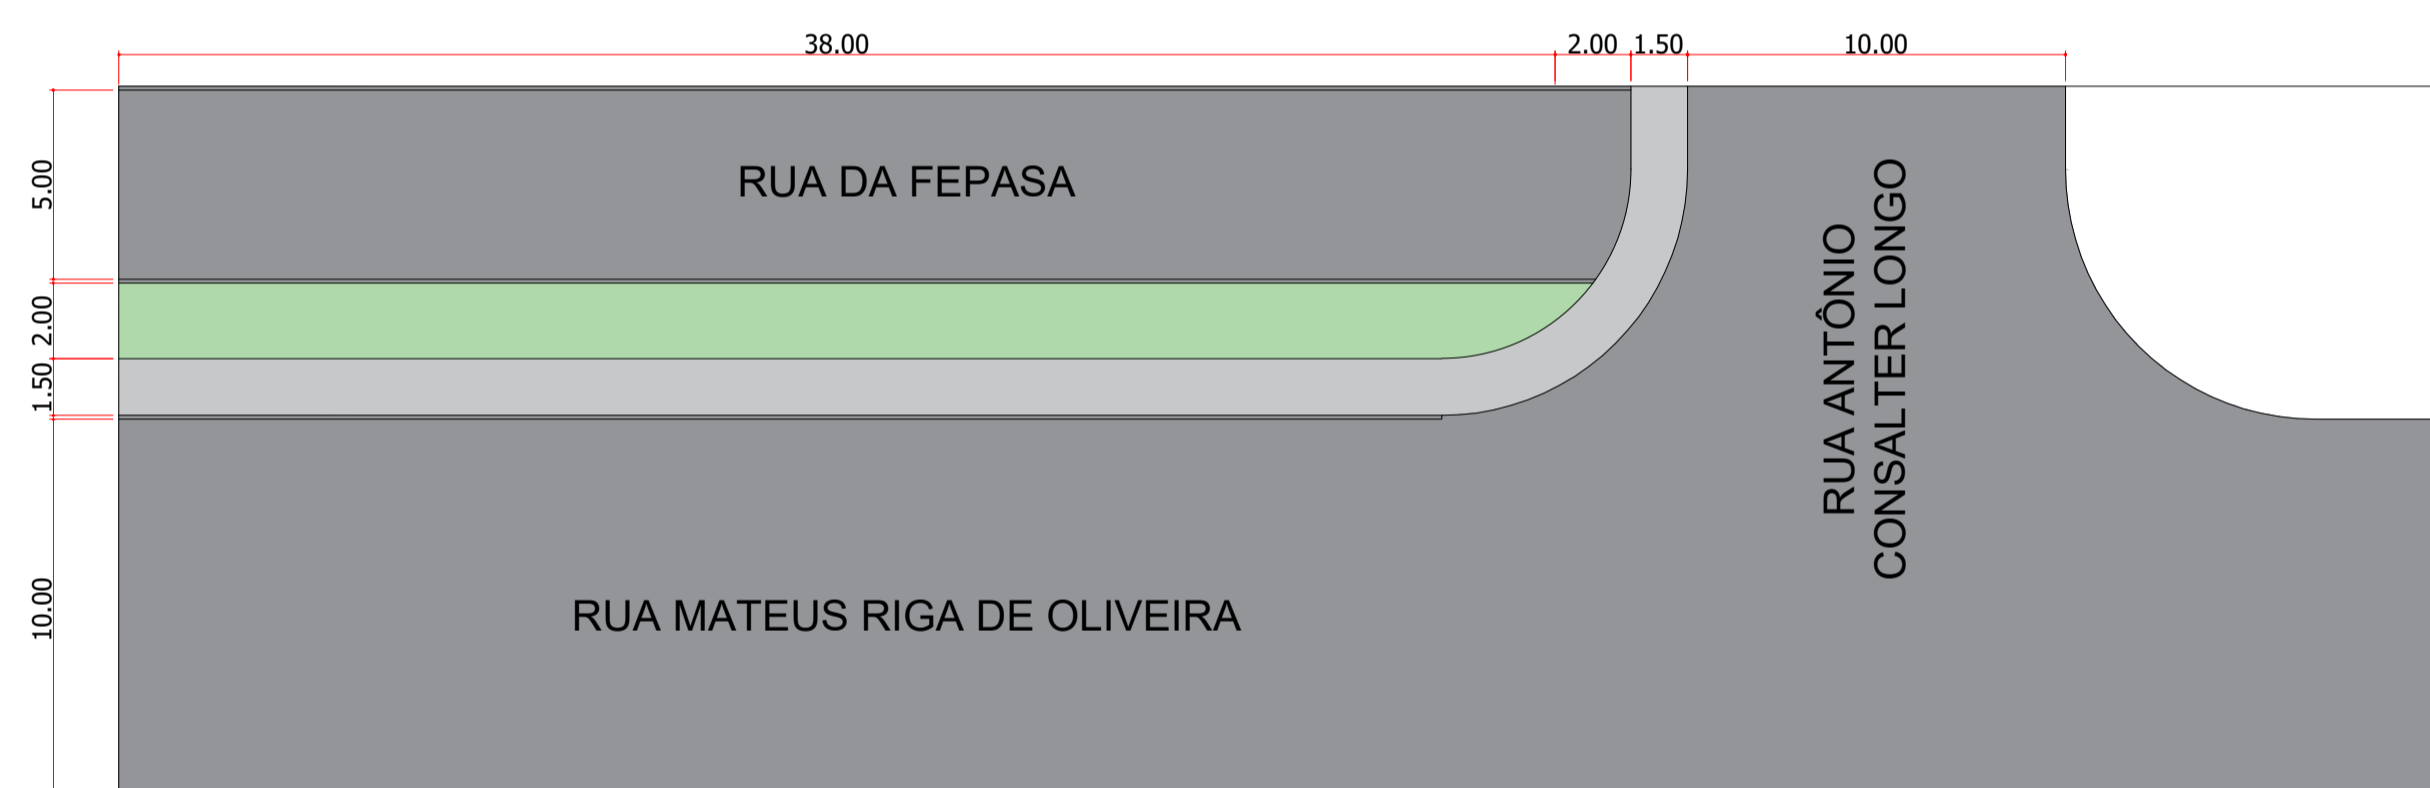 38.00
2.00
1.50
10.00
5.00
RUA DA FEPASA
2.00
1.50
RUA ANTÔNIO
CONSALTER LONGO
10.00
RUA MATEUS RIGA DE OLIVEIRA